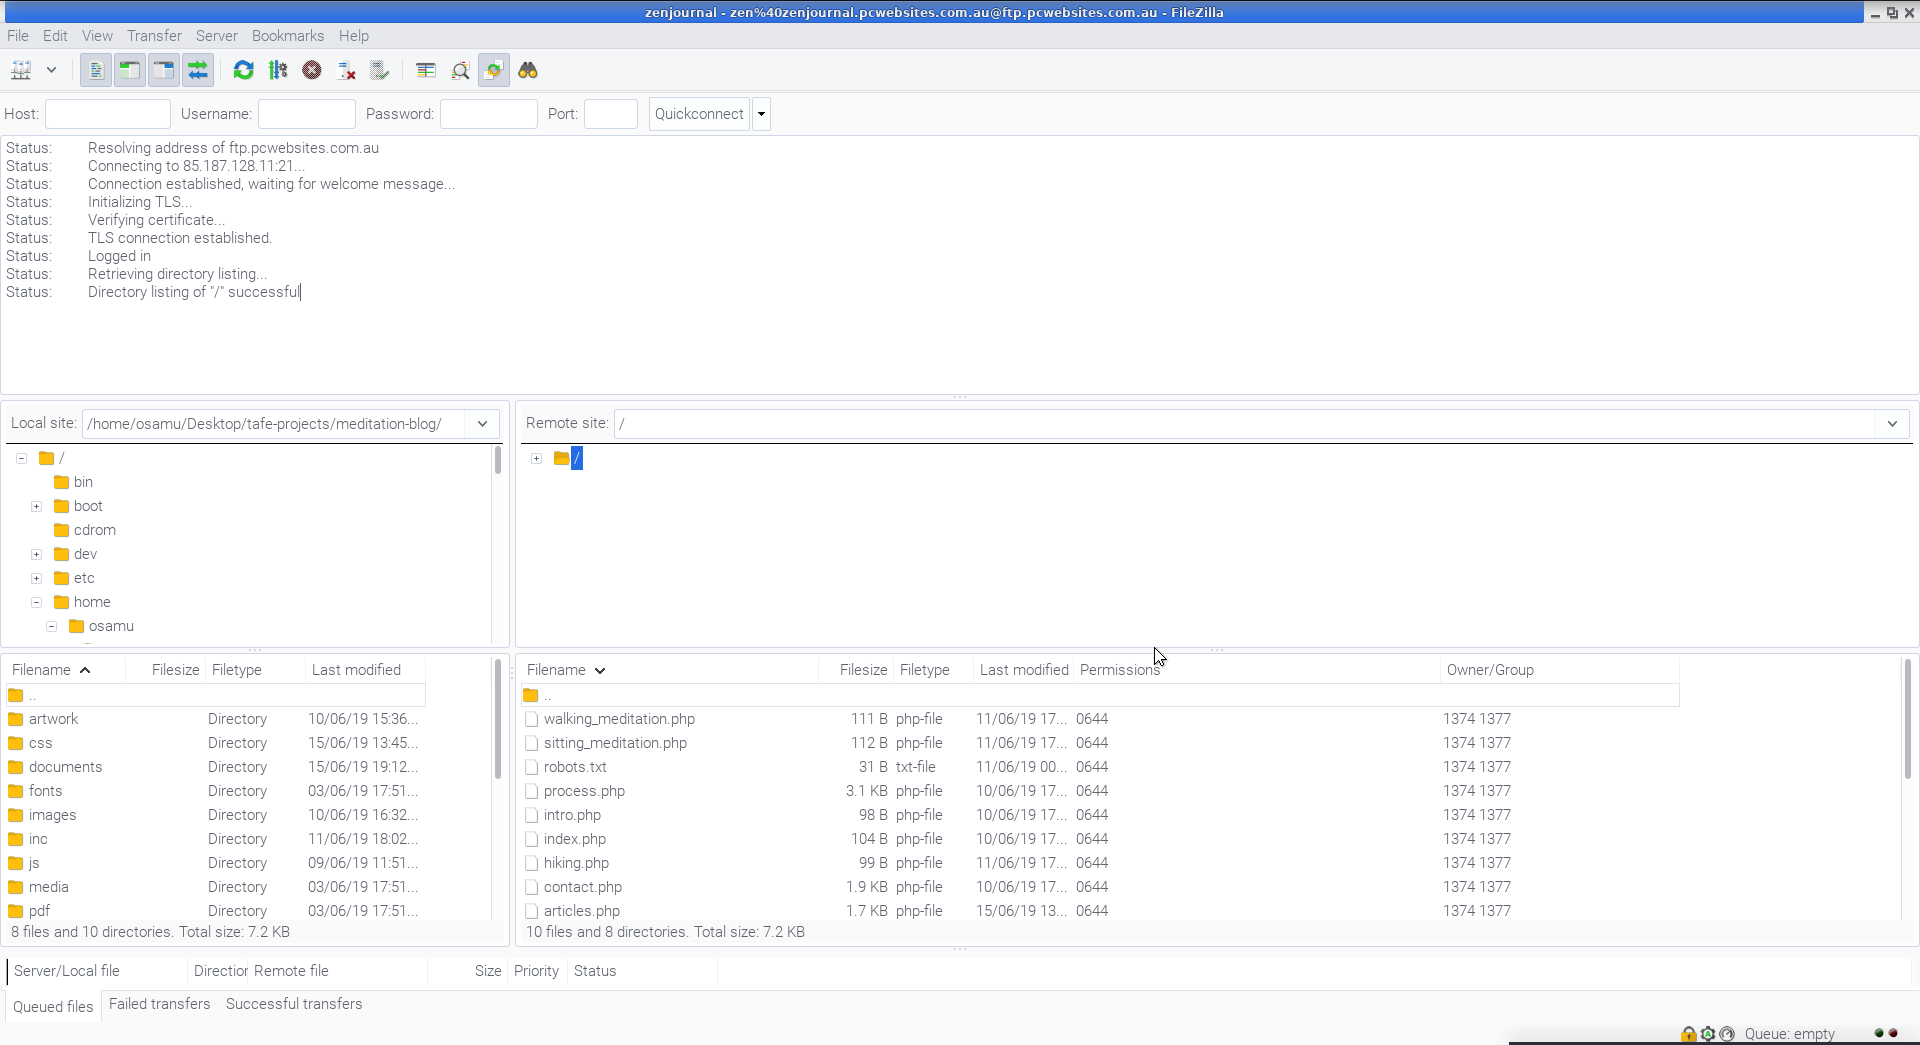 zenjournal - zen%40zenjournal.pcwebsites.com.au@ftp.pcwebsites.com.au - FileZilla
File Edit View Transfer Server Bookmarks Help
Host: Username: Password: Port: Quickconnect
Status: Resolving address of ftp.pcwebsites.com.au
Status: Connecting to 85.187.128.11:21...
Status: Connection established, waiting for welcome message...
Status: Initializing TLS...
Status: Verifying certificate...
Status: TLS connection established.
Status: Logged in
Status: Retrieving directory listing...
Status: Directory listing of "/" successful
Local site: /home/osamu/Desktop/tafe-projects/meditation-blog/
/
bin
boot
cdrom
dev
etc
home
osamu
Filename Filesize Filetype Last modified
..
artwork Directory 10/06/19 15:36...
css Directory 15/06/19 13:45...
documents Directory 15/06/19 19:12...
fonts Directory 03/06/19 17:51...
images Directory 10/06/19 16:32...
inc Directory 11/06/19 18:02...
js Directory 09/06/19 11:51...
media Directory 03/06/19 17:51...
pdf Directory 03/06/19 17:51...
8 files and 10 directories. Total size: 7.2 KB
Remote site: /
/
Filename Filesize Filetype Last modified Permissions Owner/Group
..
walking_meditation.php 111 B php-file 11/06/19 17... 0644 1374 1377
sitting_meditation.php 112 B php-file 11/06/19 17... 0644 1374 1377
robots.txt 31 B txt-file 11/06/19 00... 0644 1374 1377
process.php 3.1 KB php-file 10/06/19 17... 0644 1374 1377
intro.php 98 B php-file 10/06/19 17... 0644 1374 1377
index.php 104 B php-file 10/06/19 17... 0644 1374 1377
hiking.php 99 B php-file 11/06/19 17... 0644 1374 1377
contact.php 1.9 KB php-file 10/06/19 17... 0644 1374 1377
articles.php 1.7 KB php-file 15/06/19 13... 0644 1374 1377
10 files and 8 directories. Total size: 7.2 KB
Server/Local file Direction Remote file Size Priority Status
Queued files Failed transfers Successful transfers
Queue: empty